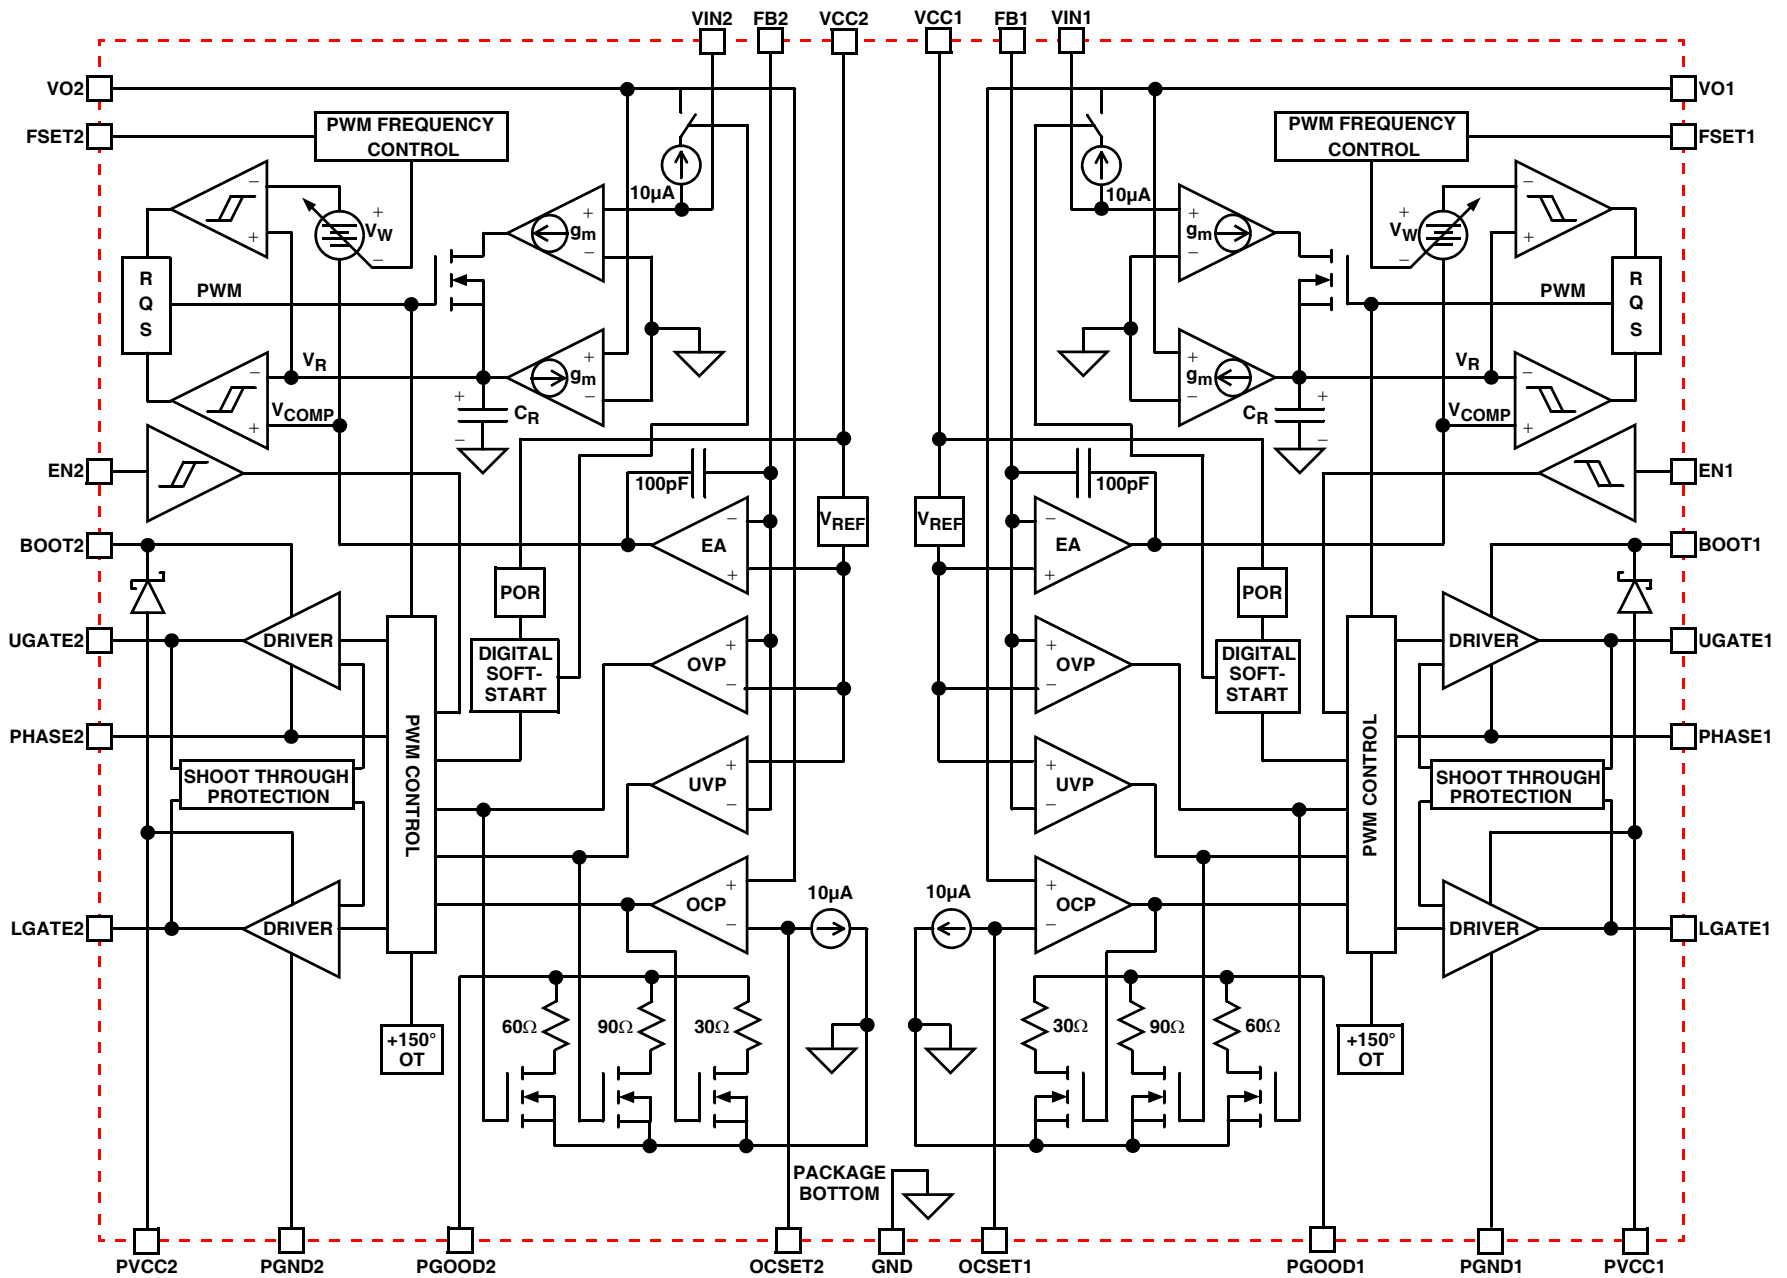 VIN2 FB2 VCC2 VCC1 FB1 VIN1
VO2 VO1
FSET2 PWM FREQUENCY CONTROL PWM FREQUENCY CONTROL FSET1
10µA 10µA
− + VW + − gm + −
+ VW − + − gm − +
R Q S PWM PWM R Q S
VR gm + − + − gm VR
− + VCOMP + − CR CR + − VCOMP − +
EN2 100pF 100pF EN1
VREF VREF
BOOT2 − EA + − EA + BOOT1
POR POR
UGATE2 DRIVER DIGITAL SOFT-START + OVP − + OVP − DIGITAL SOFT-START DRIVER UGATE1
PHASE2 PWM CONTROL PWM CONTROL PHASE1
SHOOT THROUGH PROTECTION + UVP − + UVP − SHOOT THROUGH PROTECTION
10µA 10µA
LGATE2 DRIVER + OCP − + OCP − DRIVER LGATE1
+150° OT 60Ω 90Ω 30Ω 30Ω 90Ω 60Ω +150° OT
PACKAGE
BOTTOM
PVCC2 PGND2 PGOOD2 OCSET2 GND OCSET1 PGOOD1 PGND1 PVCC1